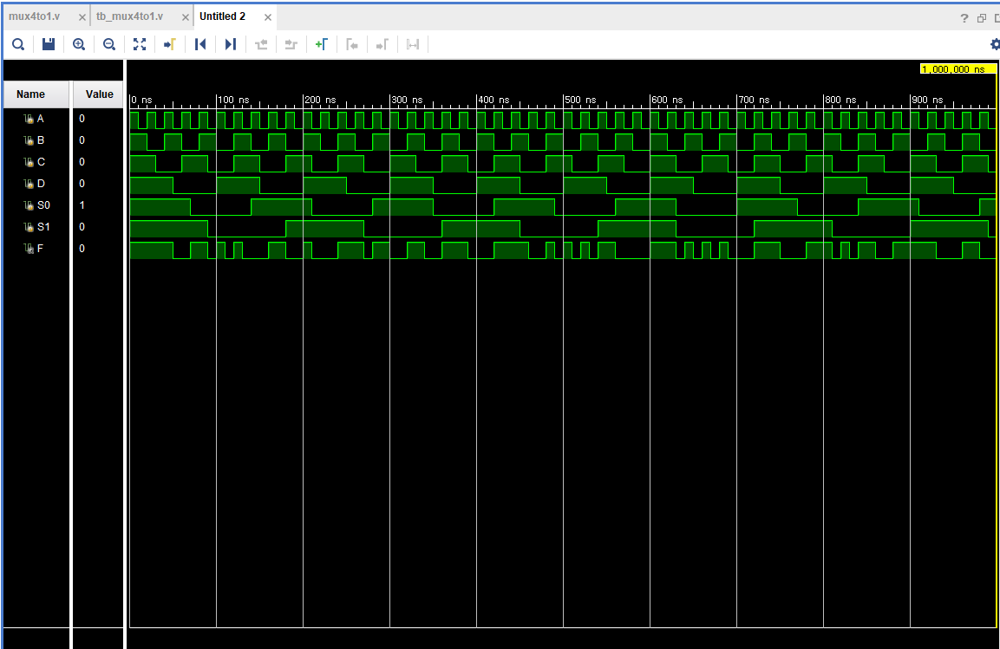 mux4to1.v × tb_mux4to1.v × Untitled 2 ×
?
1,000,000 ns
Name Value
0 ns 100 ns 200 ns 300 ns 400 ns 500 ns 600 ns 700 ns 800 ns 900 ns
A 0
B 0
C 0
D 0
S0 1
S1 0
F 0